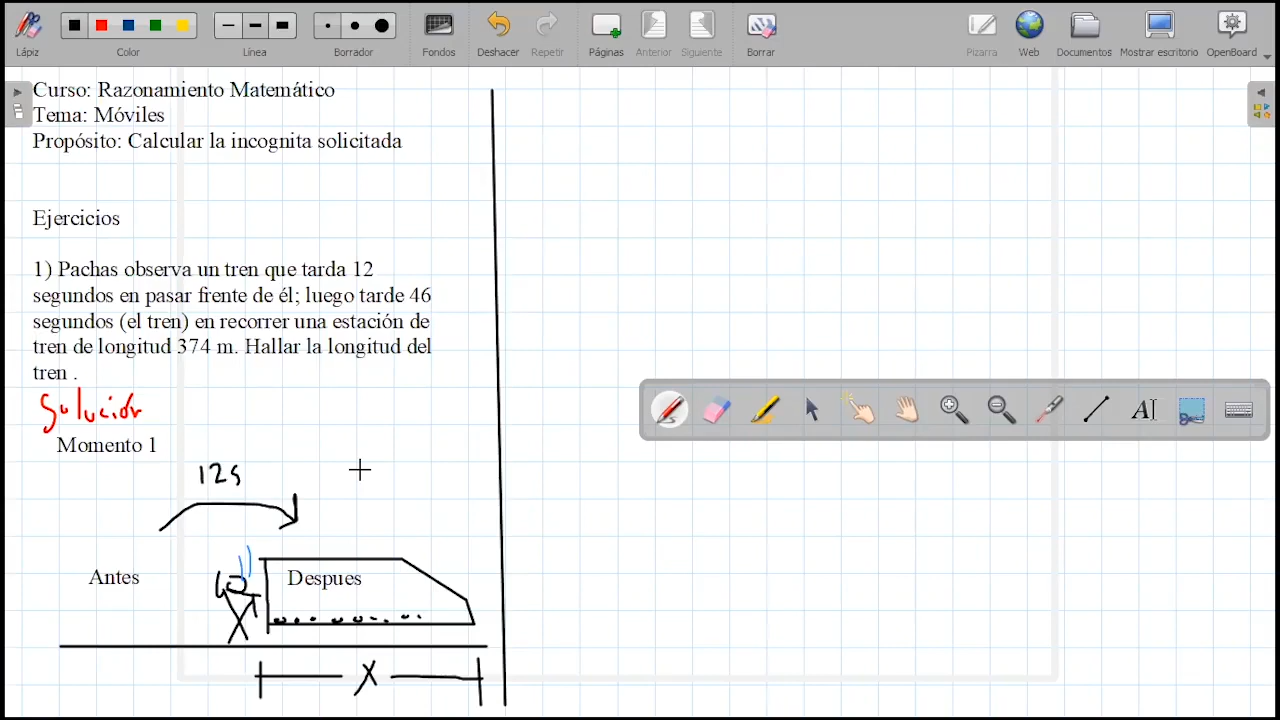 Lápiz
Color
Línea
Borrador
Fondos
Deshacer
Repetir
Páginas
Anterior
Siguiente
Borrar
Pizarra
Web
Documentos
Mostrar escritorio
OpenBoard
Curso: Razonamiento Matemático
Tema: Móviles
Propósito: Calcular la incognita solicitada
Ejercicios
1) Pachas observa un tren que tarda 12
segundos en pasar frente de él; luego tarde 46
segundos (el tren) en recorrer una estación de
tren de longitud 374 m. Hallar la longitud del
tren .
Solución
Momento 1
12s
Antes
Despues
X